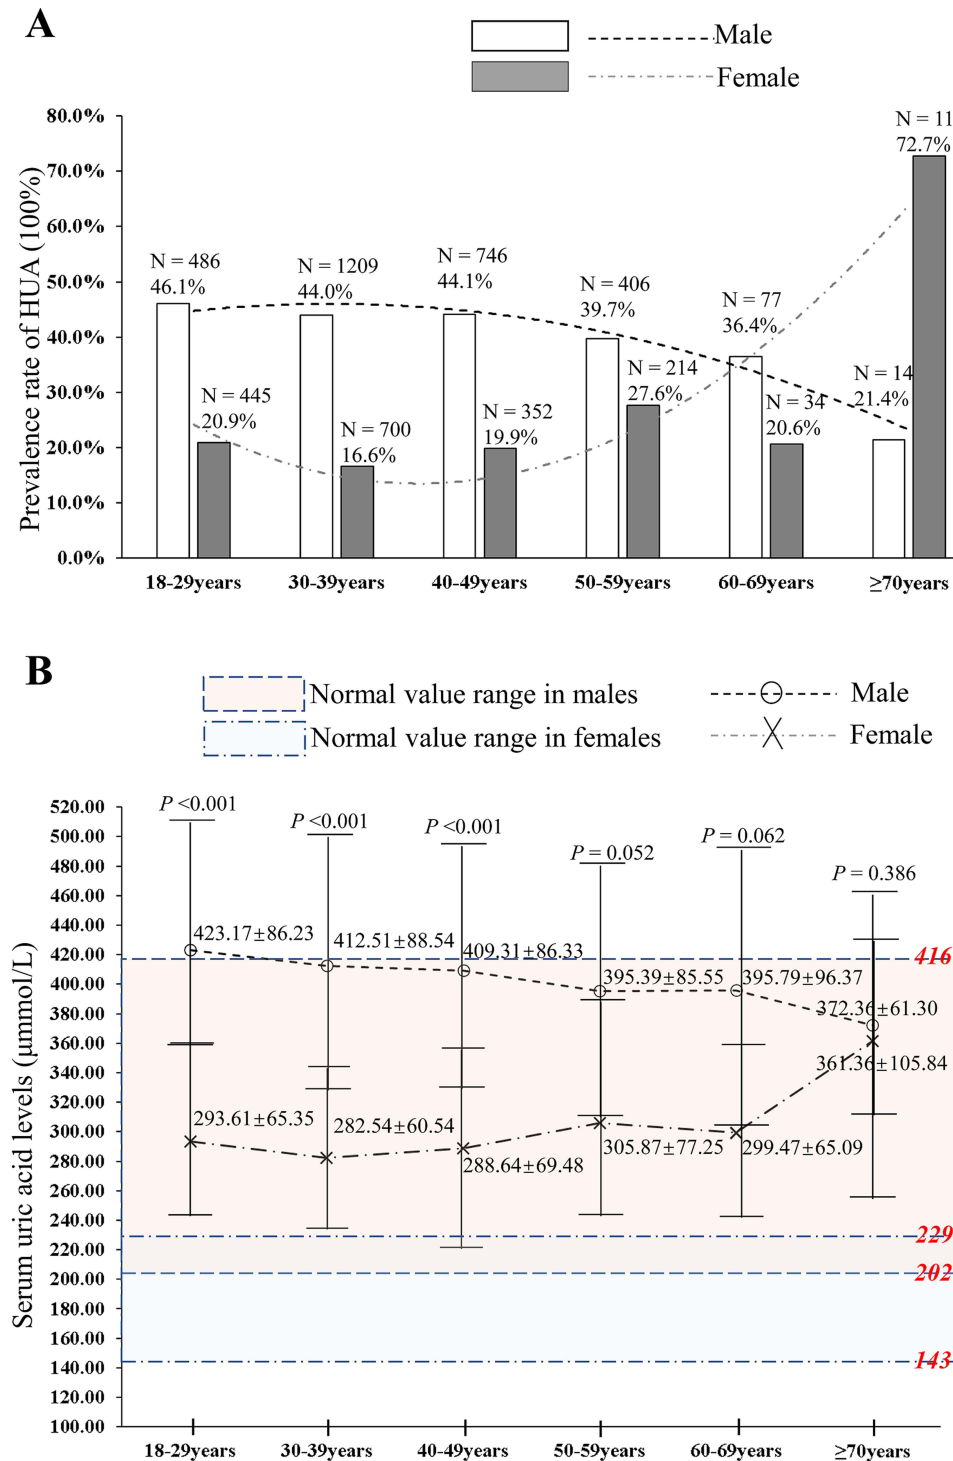 A
Male
Female
Prevalence rate of HUA (100%)
80.0%
70.0%
60.0%
50.0%
40.0%
30.0%
20.0%
10.0%
0.0%
N = 486
46.1%
N = 445
20.9%
N = 1209
44.0%
N = 700
16.6%
N = 746
44.1%
N = 352
19.9%
N = 406
39.7%
N = 214
27.6%
N = 77
36.4%
N = 34
20.6%
N = 14
21.4%
N = 11
72.7%
18-29years
30-39years
40-49years
50-59years
60-69years
≥70years
B
Normal value range in males
Male
Normal value range in females
Female
Serum uric acid levels (μmmol/L)
520.00
500.00
480.00
460.00
440.00
420.00
400.00
380.00
360.00
340.00
320.00
300.00
280.00
260.00
240.00
220.00
200.00
180.00
160.00
140.00
120.00
100.00
P <0.001
P <0.001
P <0.001
P = 0.052
P = 0.062
P = 0.386
423.17±86.23
412.51±88.54
409.31±86.33
395.39±85.55
395.79±96.37
372.36±61.30
293.61±65.35
282.54±60.54
288.64±69.48
305.87±77.25
299.47±65.09
361.36±105.84
416
229
202
143
18-29years
30-39years
40-49years
50-59years
60-69years
≥70years